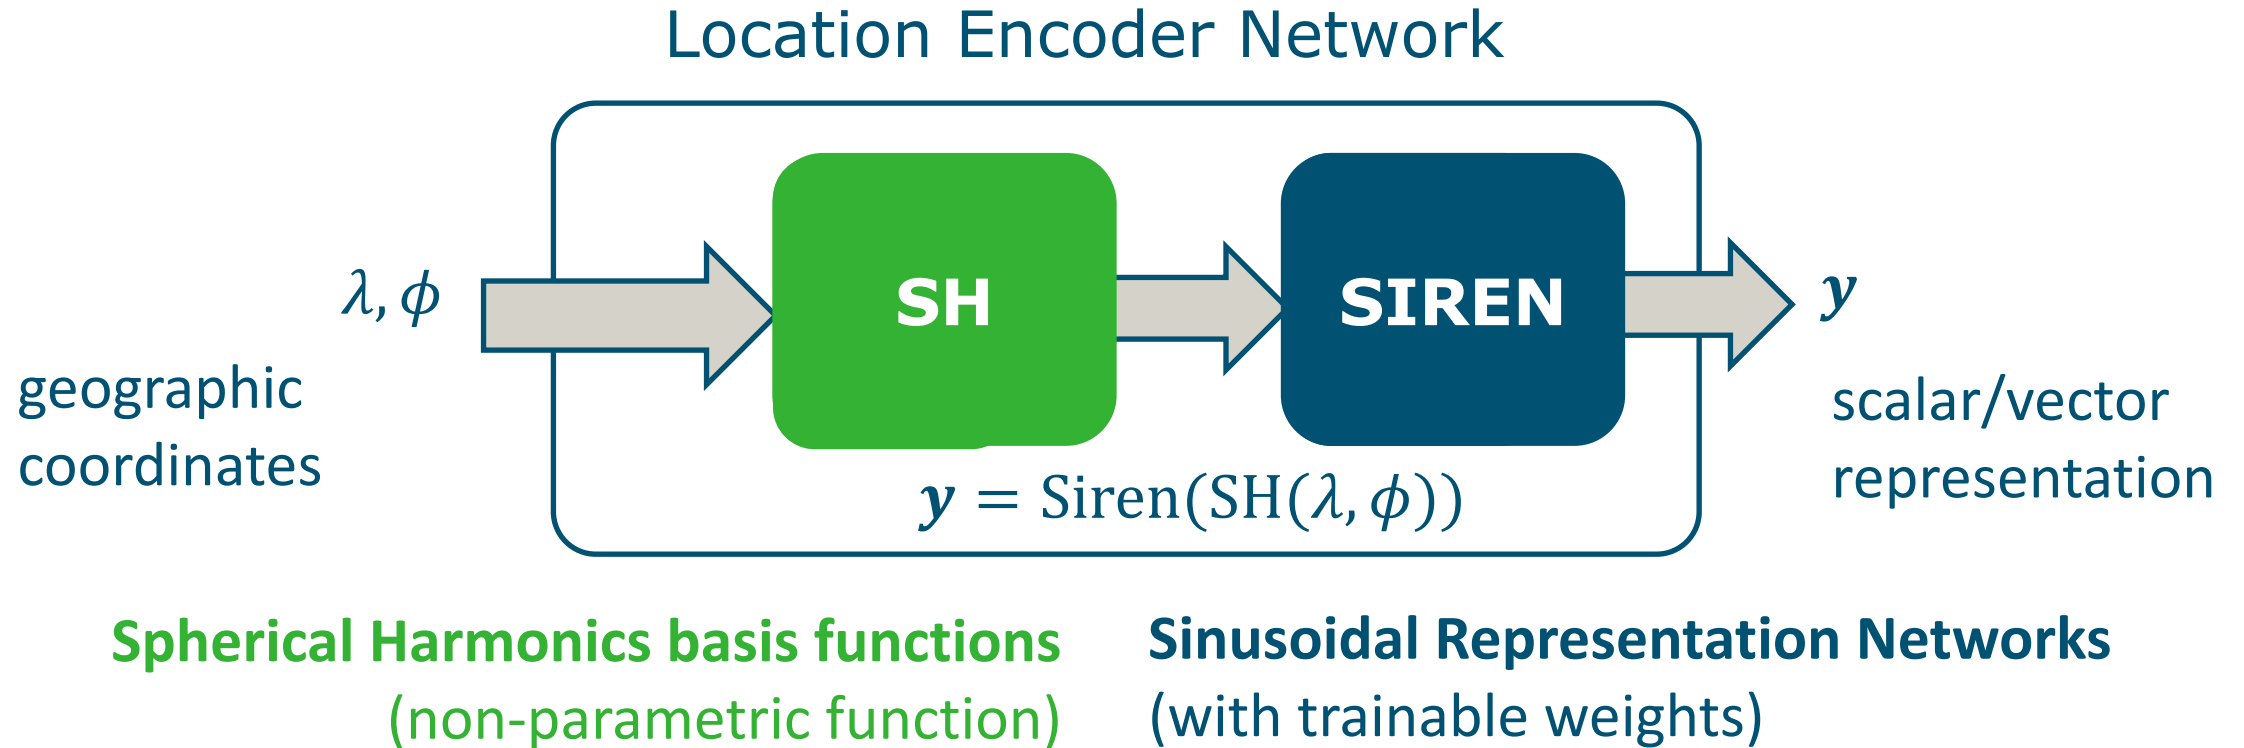 Location Encoder Network
λ, ϕ
SH
SIREN
y
geographic
coordinates
scalar/vector
representation
y = Siren(SH(λ, ϕ))
Spherical Harmonics basis functions
(non-parametric function)
Sinusoidal Representation Networks
(with trainable weights)